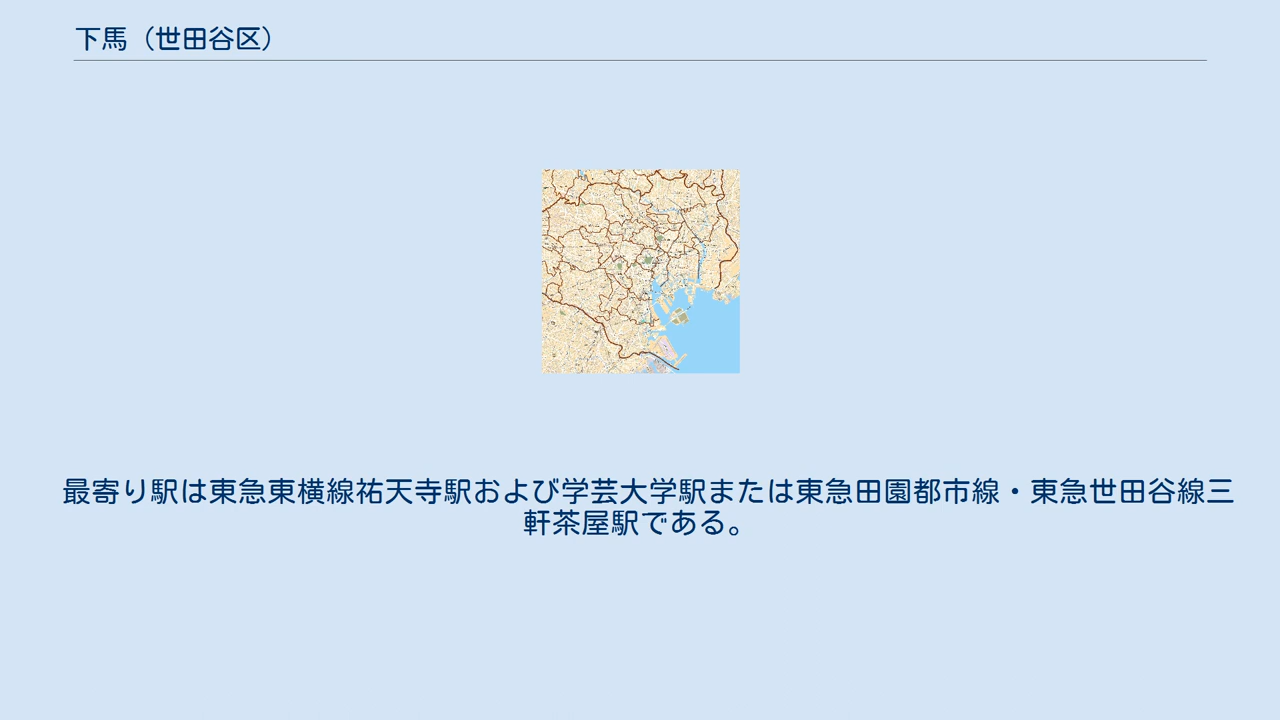 下馬（世田谷区）
最寄り駅は東急東横線祐天寺駅および学芸大学駅または東急田園都市線・東急世田谷線三
軒茶屋駅である。